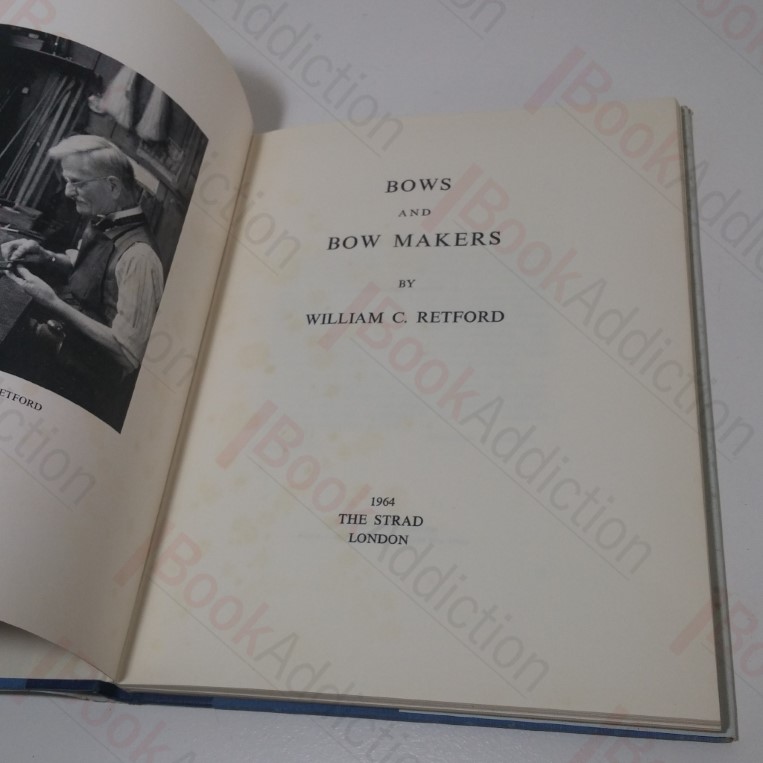 ETFORD
BOWS
AND
BOW MAKERS
BY
WILLIAM C. RETFORD
1964
THE STRAD
LONDON
BookAddiction